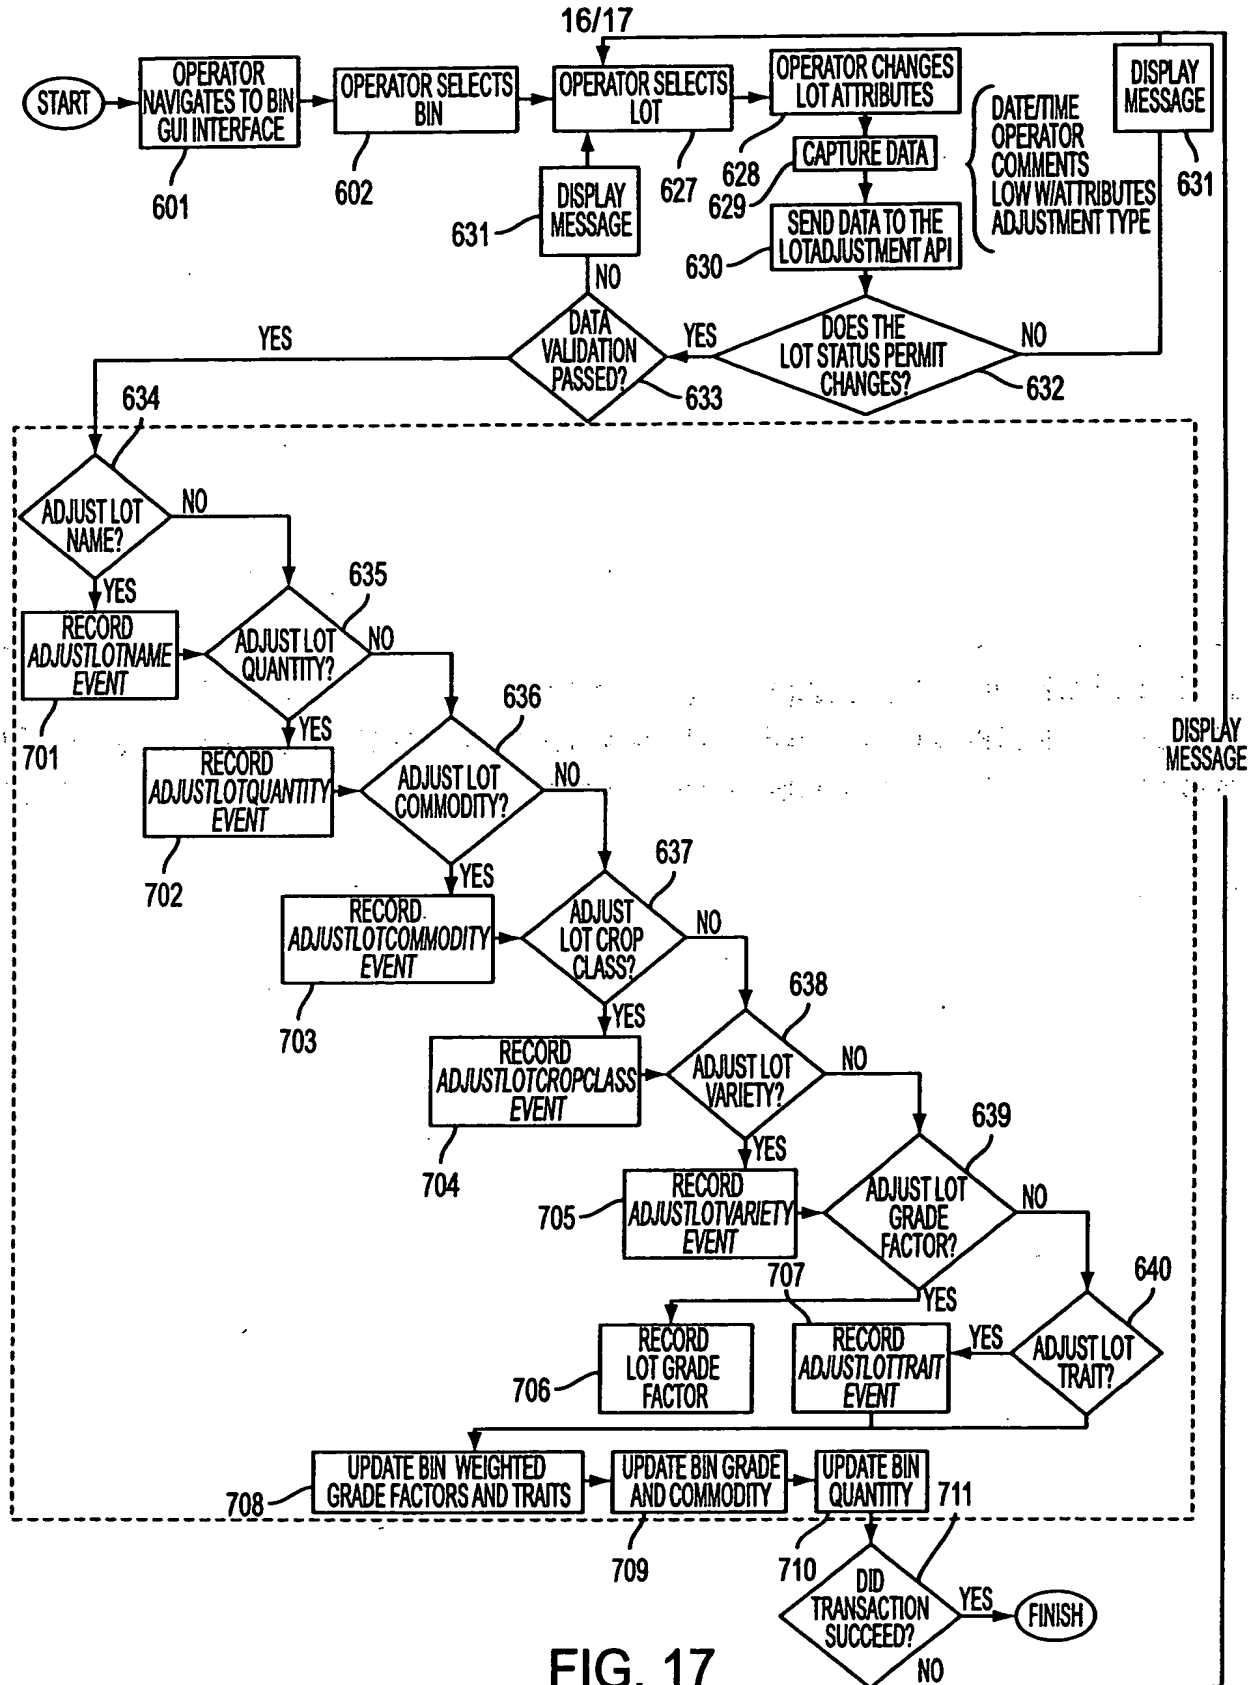 16/17
START
OPERATOR
NAVIGATES TO BIN
GUI INTERFACE
601
OPERATOR SELECTS
BIN
602
OPERATOR SELECTS
LOT
627
OPERATOR CHANGES
LOT ATTRIBUTES
628
CAPTURE DATA
629
DATE/TIME
OPERATOR
COMMENTS
LOW W/ATTRIBUTES
ADJUSTMENT TYPE
DISPLAY
MESSAGE
631
DISPLAY
MESSAGE
631
SEND DATA TO THE
LOTADJUSTMENT API
630
NO
DATA
VALIDATION
PASSED?
633
YES
YES
DOES THE
LOT STATUS PERMIT
CHANGES?
632
NO
634
ADJUST LOT
NAME?
NO
YES
RECORD
ADJUSTLOTNAME
EVENT
701
635
ADJUST LOT
QUANTITY?
NO
YES
RECORD
ADJUSTLOTQUANTITY
EVENT
702
636
ADJUST LOT
COMMODITY?
NO
YES
DISPLAY
MESSAGE
RECORD
ADJUSTLOTCOMMODITY
EVENT
703
637
ADJUST
LOT CROP
CLASS?
NO
YES
RECORD
ADJUSTLOTCROPCLASS
EVENT
704
638
ADJUST LOT
VARIETY?
NO
YES
RECORD
ADJUSTLOTVARIETY
EVENT
705
639
ADJUST LOT
GRADE
FACTOR?
NO
YES
RECORD
LOT GRADE
FACTOR
706
707
RECORD
ADJUSTLOTTRAIT
EVENT
YES
640
ADJUST LOT
TRAIT?
UPDATE BIN WEIGHTED
GRADE FACTORS AND TRAITS
708
UPDATE BIN GRADE
AND COMMODITY
709
UPDATE BIN
QUANTITY
710
711
DID
TRANSACTION
SUCCEED?
YES
FINISH
NO
FIG. 17